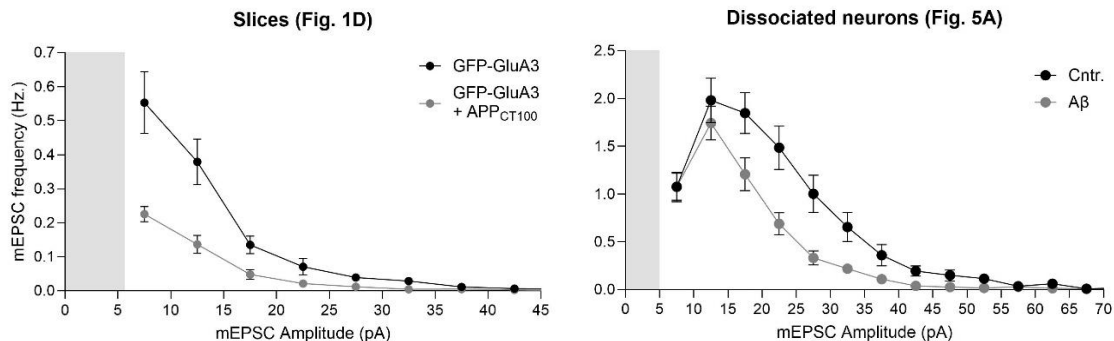 Slices (Fig. 1D)
mEPSC frequency (Hz.)
0.7
0.6
0.5
0.4
0.3
0.2
0.1
0.0
GFP-GluA3
GFP-GluA3
+ APPCT100
0 5 10 15 20 25 30 35 40 45
mEPSC Amplitude (pA)
Dissociated neurons (Fig. 5A)
2.5
2.0
1.5
1.0
0.5
0.0
Cntr.
Aβ
0 5 10 15 20 25 30 35 40 45 50 55 60 65 70
mEPSC Amplitude (pA)